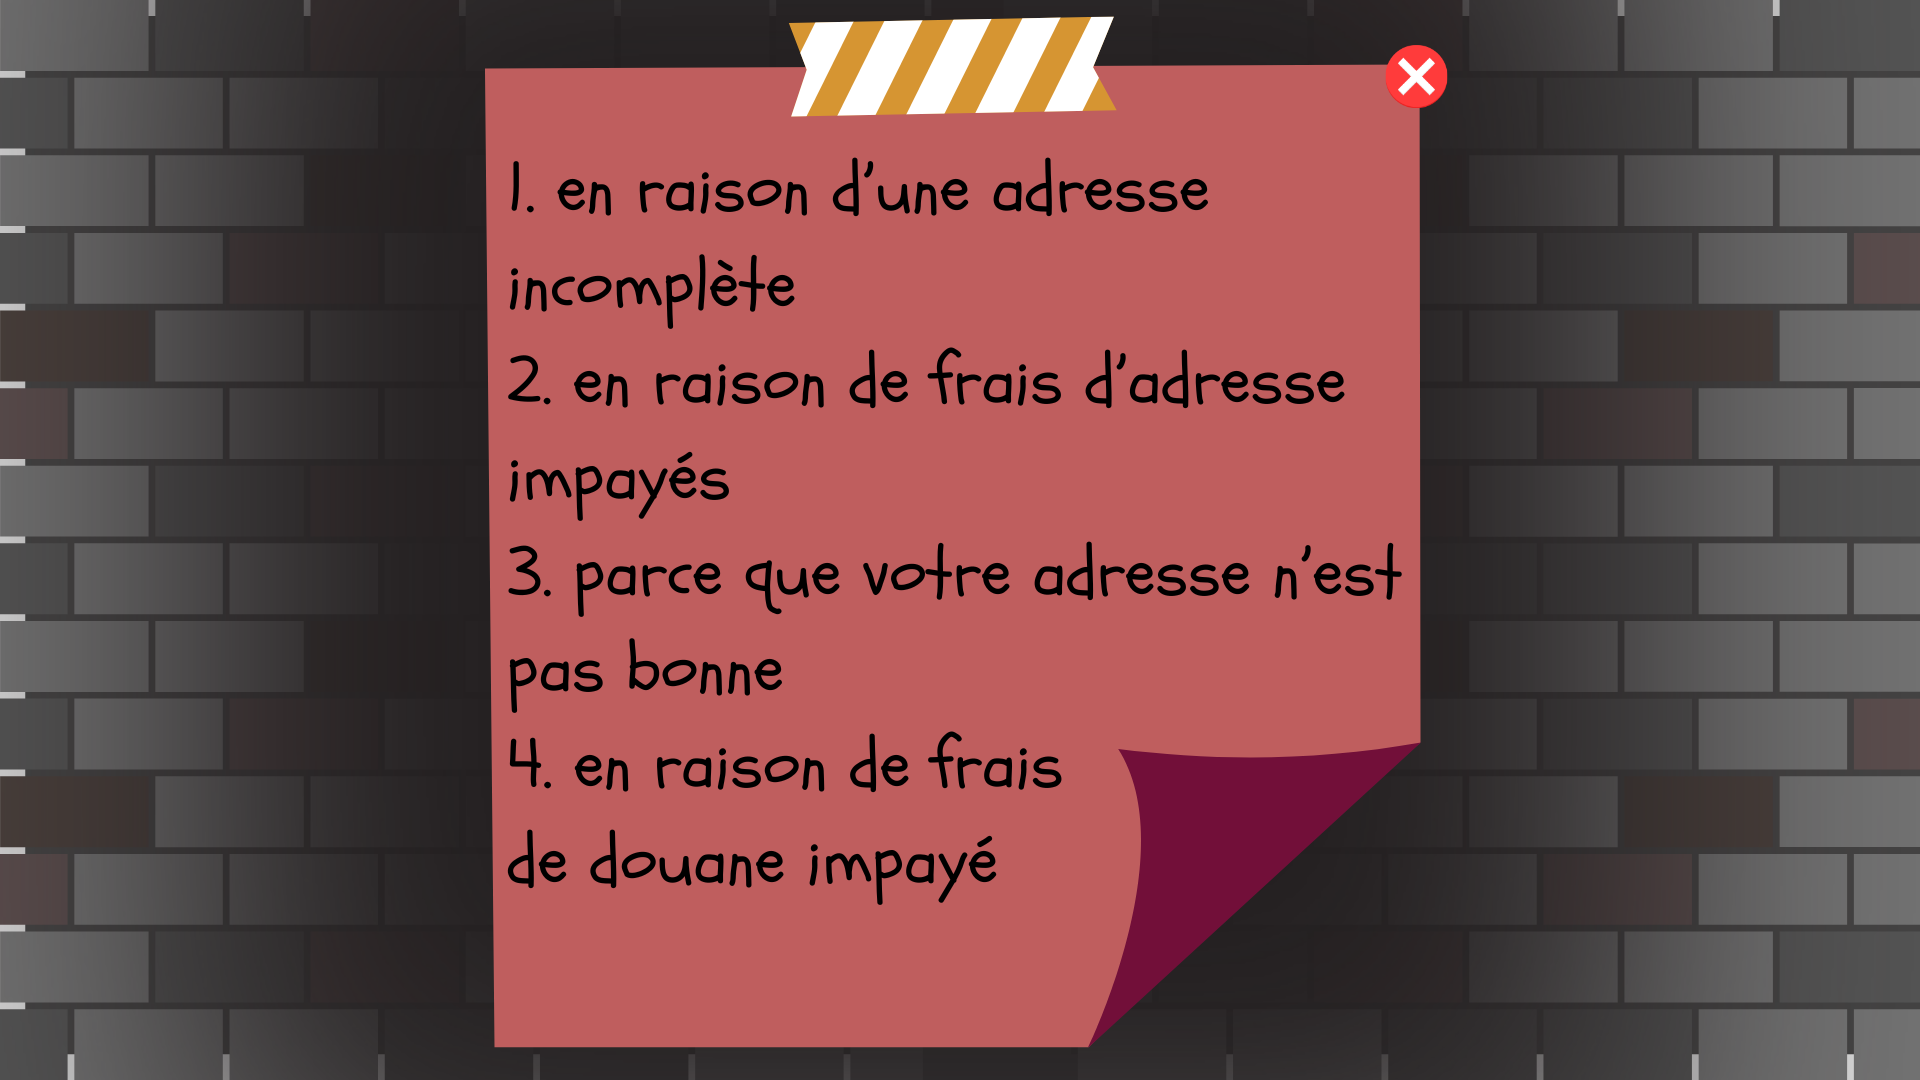 1. en raison d'une adresse
incomplète
2. en raison de frais d'adresse
impayés
3. parce que votre adresse n'est
pas bonne
4. en raison de frais
de douane impayé